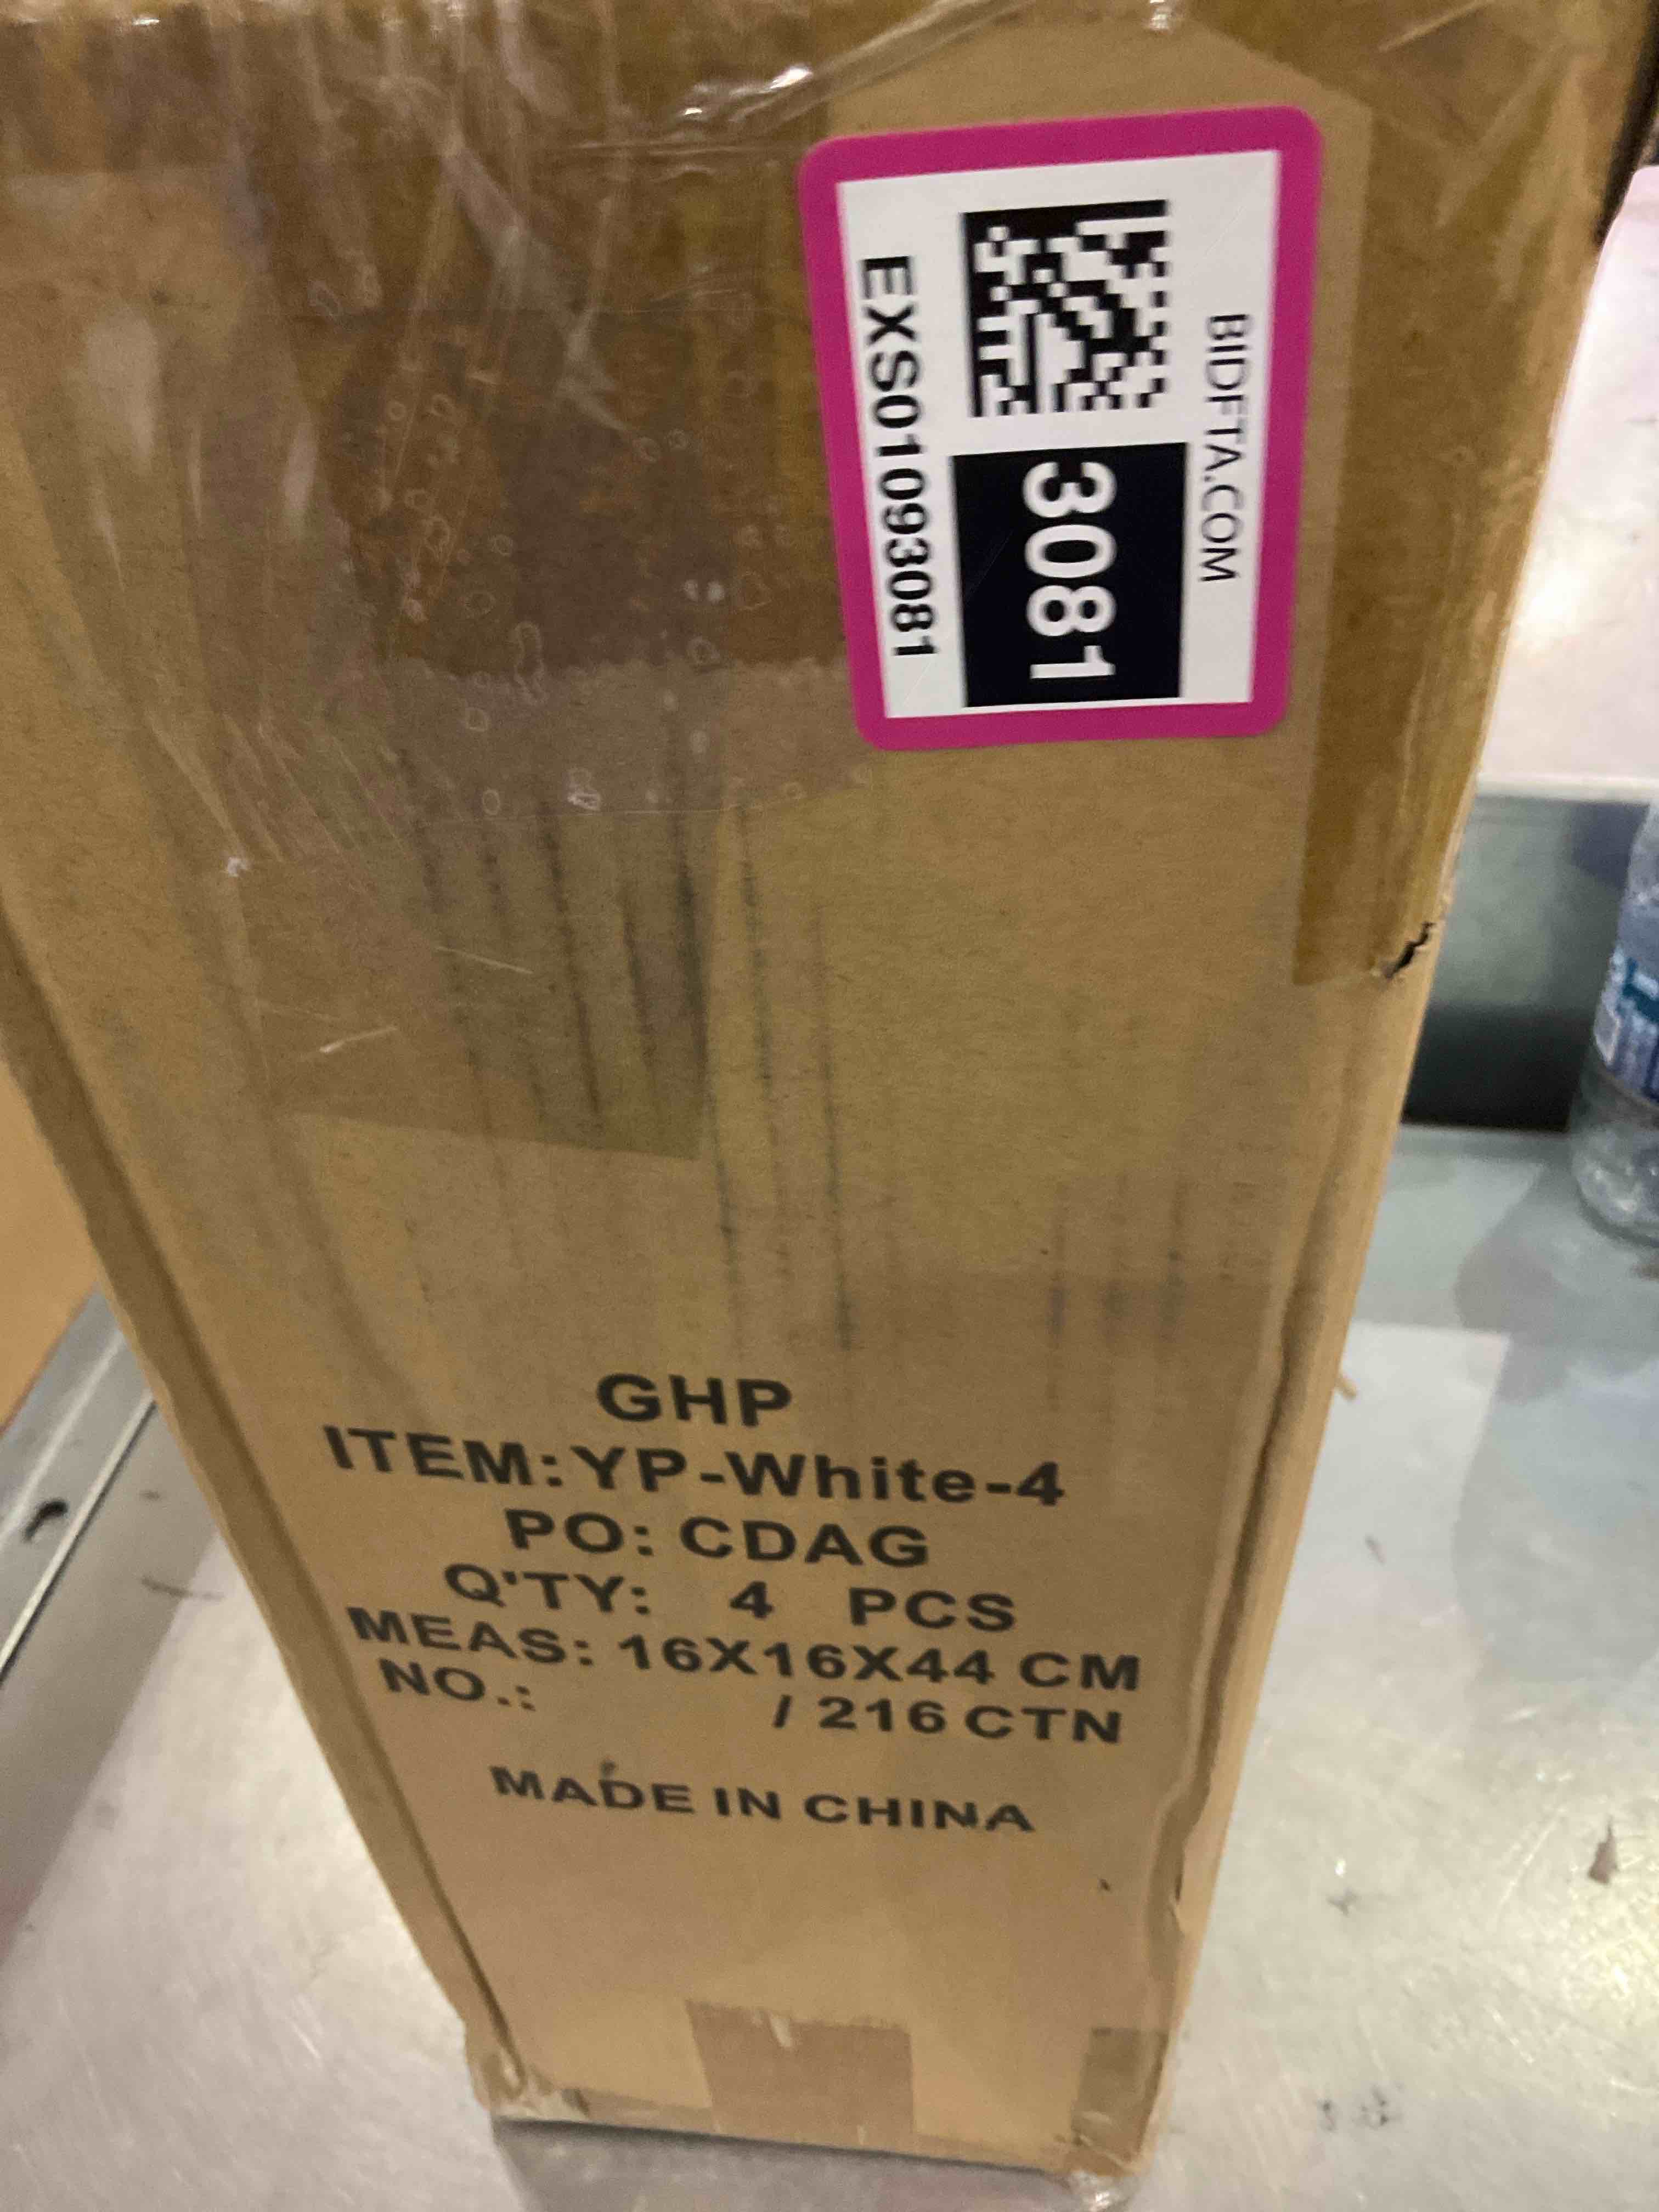 BIDFTA.COM
3081
EXS01093081
GHP
ITEM:YP-White-4
PO: CDAG
Q'TY: 4 PCS
MEAS: 16X16X44 CM
NO.: / 216 CTN
MADE IN CHINA